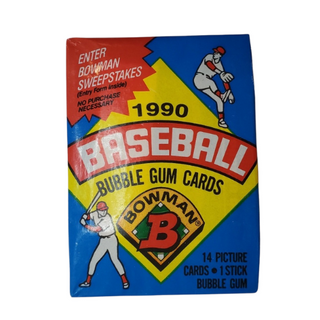 ENTER
BOWMAN
SWEEPSTAKES
(Entry Form Inside)
NO PURCHASE
NECESSARY
1990
BASEBALL
BUBBLE GUM CARDS
BOWMAN
B
14 PICTURE
CARDS • 1 STICK
BUBBLE GUM